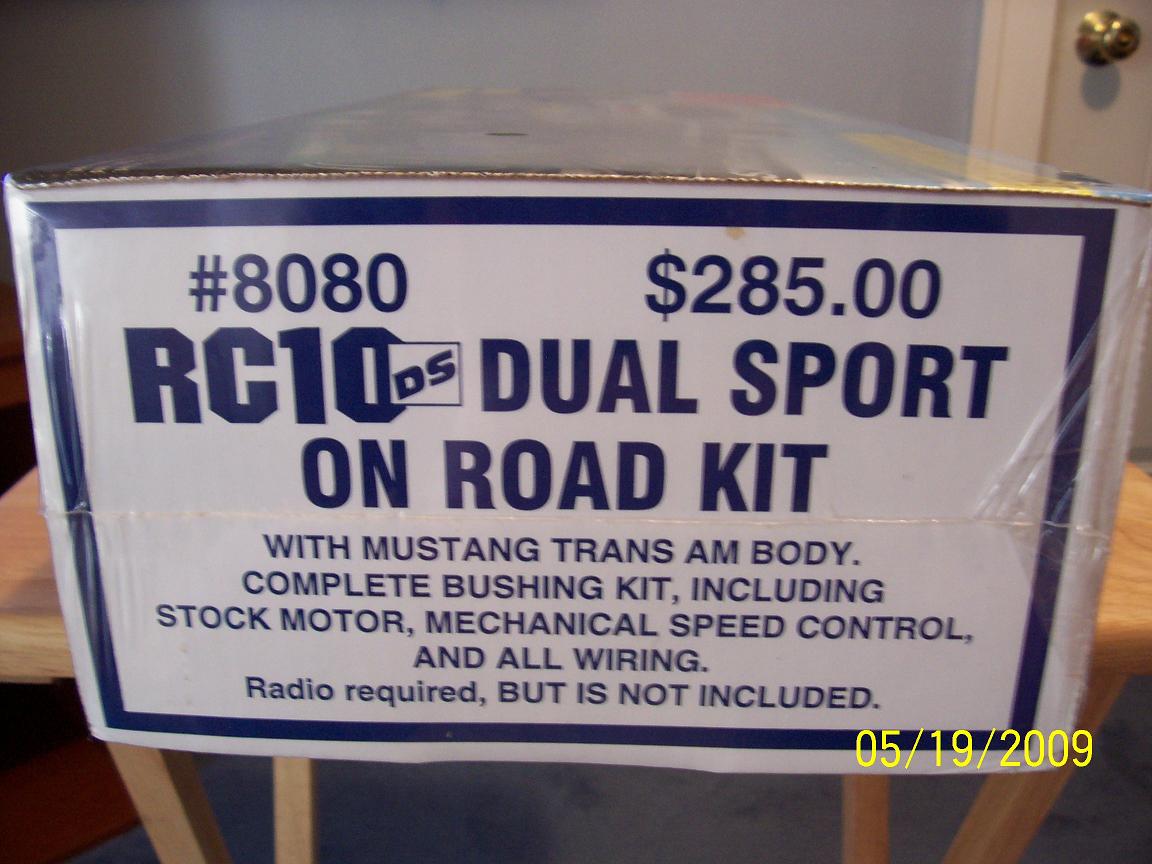 #8080 $285.00
RC10 DS DUAL SPORT
ON ROAD KIT
WITH MUSTANG TRANS AM BODY.
COMPLETE BUSHING KIT, INCLUDING
STOCK MOTOR, MECHANICAL SPEED CONTROL,
AND ALL WIRING.
Radio required, BUT IS NOT INCLUDED.
05/19/2009